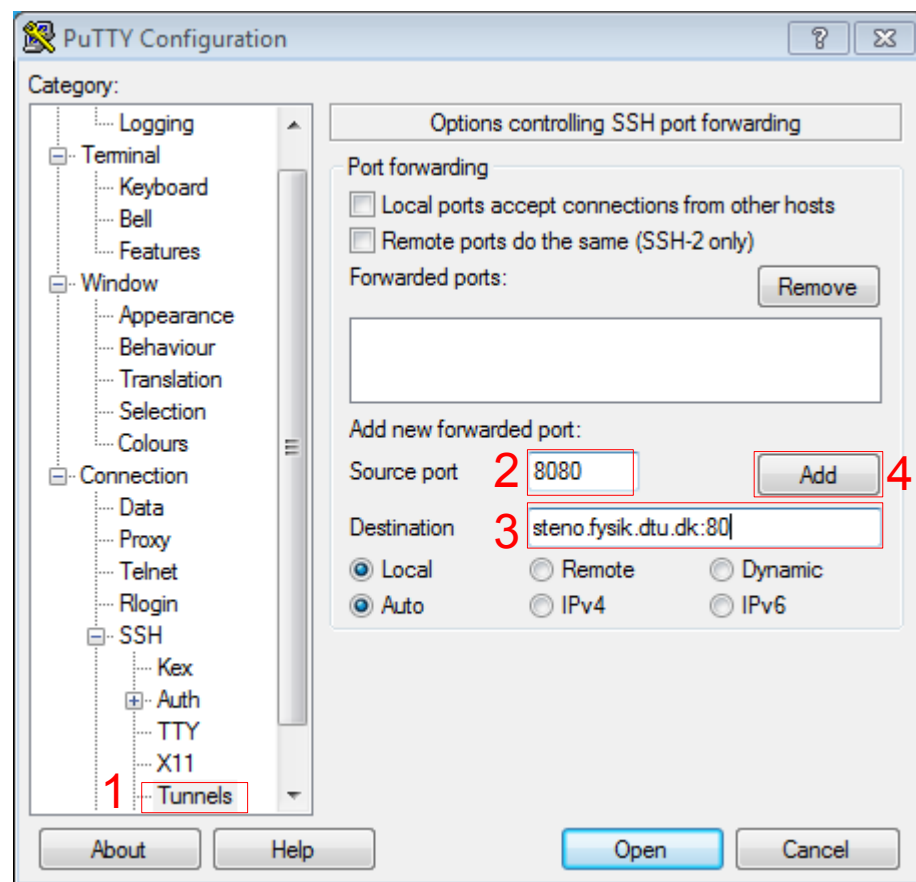 PuTTY Configuration
Category:
Logging
Terminal
Keyboard
Bell
Features
Window
Appearance
Behaviour
Translation
Selection
Colours
Connection
Data
Proxy
Telnet
Rlogin
SSH
Kex
Auth
TTY
X11
1 Tunnels
Options controlling SSH port forwarding
Port forwarding
Local ports accept connections from other hosts
Remote ports do the same (SSH-2 only)
Forwarded ports:
Remove
Add new forwarded port:
Source port 2 8080 Add 4
Destination 3 steno.fysik.dtu.dk:80
Local Remote Dynamic
Auto IPv4 IPv6
About Help Open Cancel